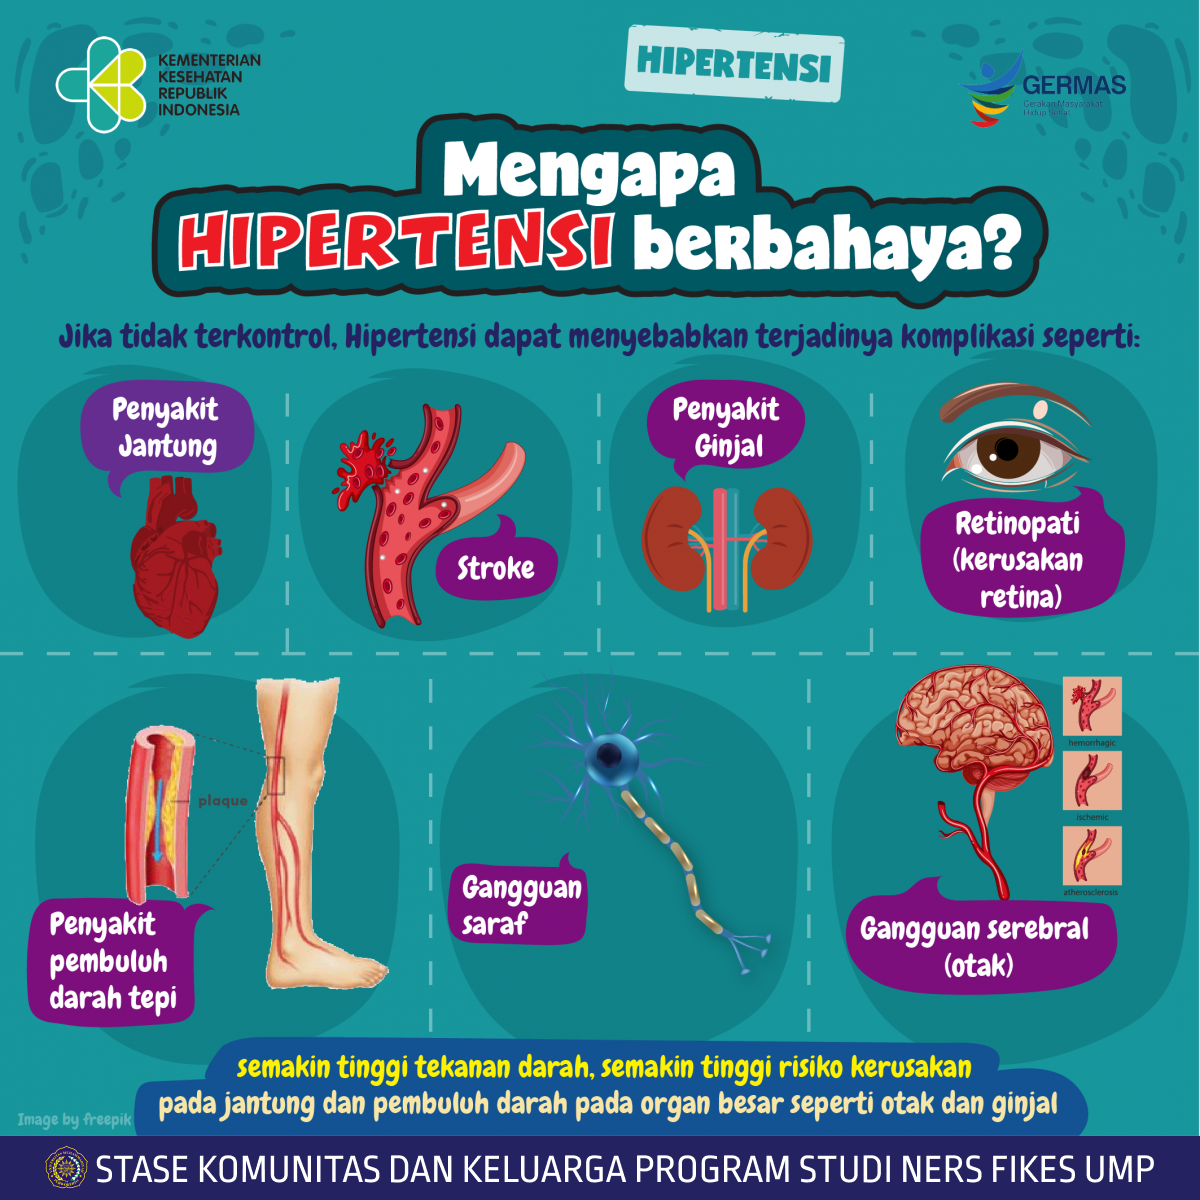 KEMENTERIAN
KESEHATAN
REPUBLIK
INDONESIA
HIPERTENSI
GERMAS
Gerakan Masyarakat
Hidup Sehat
Mengapa
HIPERTENSI berbahaya?
Jika tidak terkontrol, Hipertensi dapat menyebabkan terjadinya komplikasi seperti:
Penyakit
Jantung
Stroke
Penyakit
Ginjal
Retinopati
(kerusakan
retina)
plaque
Penyakit
pembuluh
darah tepi
Gangguan
saraf
hemorrhagic
ischemic
atherosclerosis
Gangguan serebral
(otak)
semakin tinggi tekanan darah, semakin tinggi risiko kerusakan
pada jantung dan pembuluh darah pada organ besar seperti otak dan ginjal
Image by freepik
STASE KOMUNITAS DAN KELUARGA PROGRAM STUDI NERS FIKES UMP